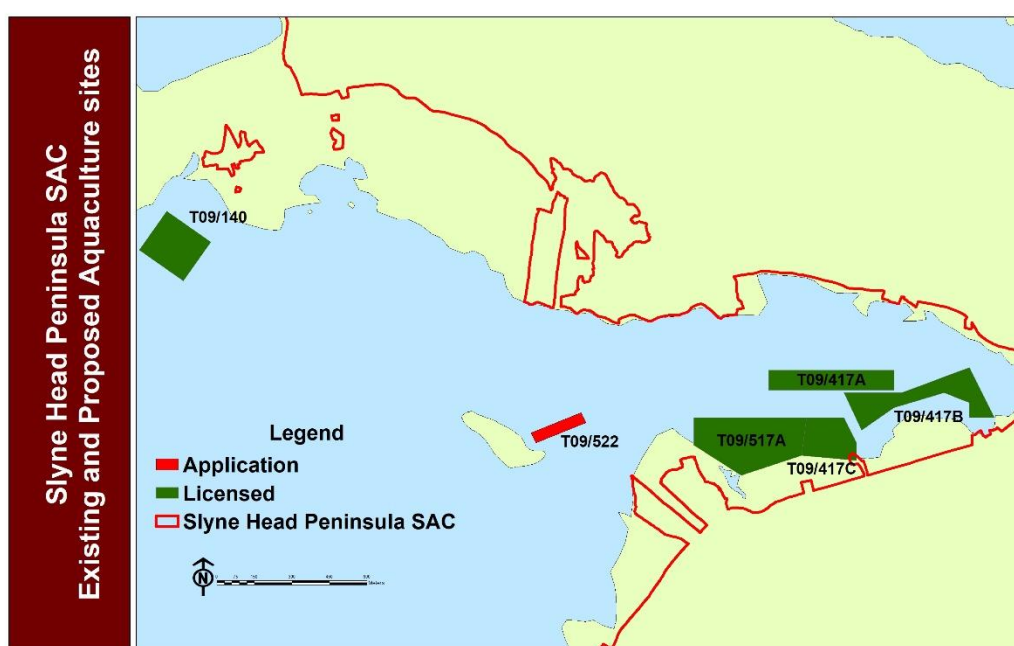 Slyne Head Peninsula SAC
Existing and Proposed Aquaculture sites
T09/140
T09/417A
T09/417B
T09/522
T09/517A
T09/417C
Legend
Application
Licensed
Slyne Head Peninsula SAC
N